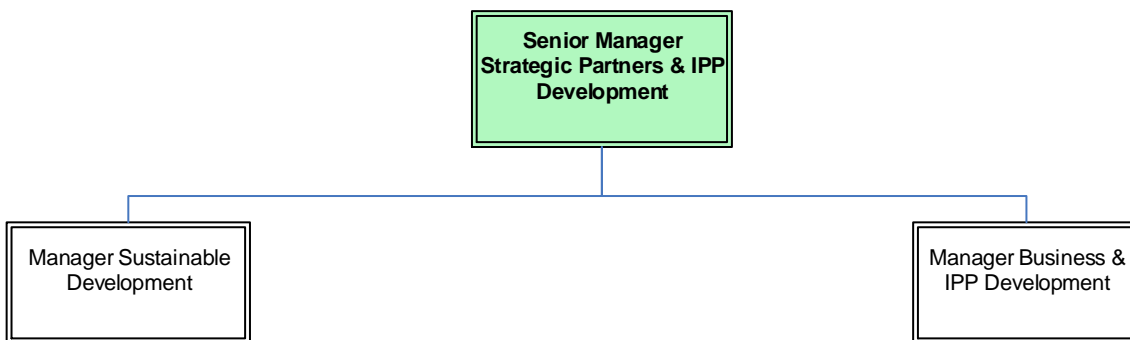 Senior Manager
Strategic Partners & IPP
Development
Manager Sustainable
Development
Manager Business &
IPP Development